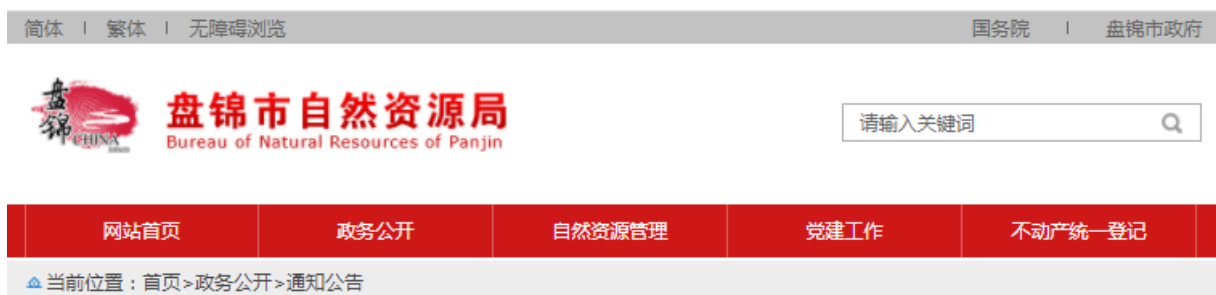 简体 | 繁体 | 无障碍浏览 国务院 | 盘锦市政府
盘锦
CHINA
盘锦市自然资源局
Bureau of Natural Resources of Panjin
请输入关键词
网站首页 政务公开 自然资源管理 党建工作 不动产统一登记
当前位置：首页>政务公开>通知公告